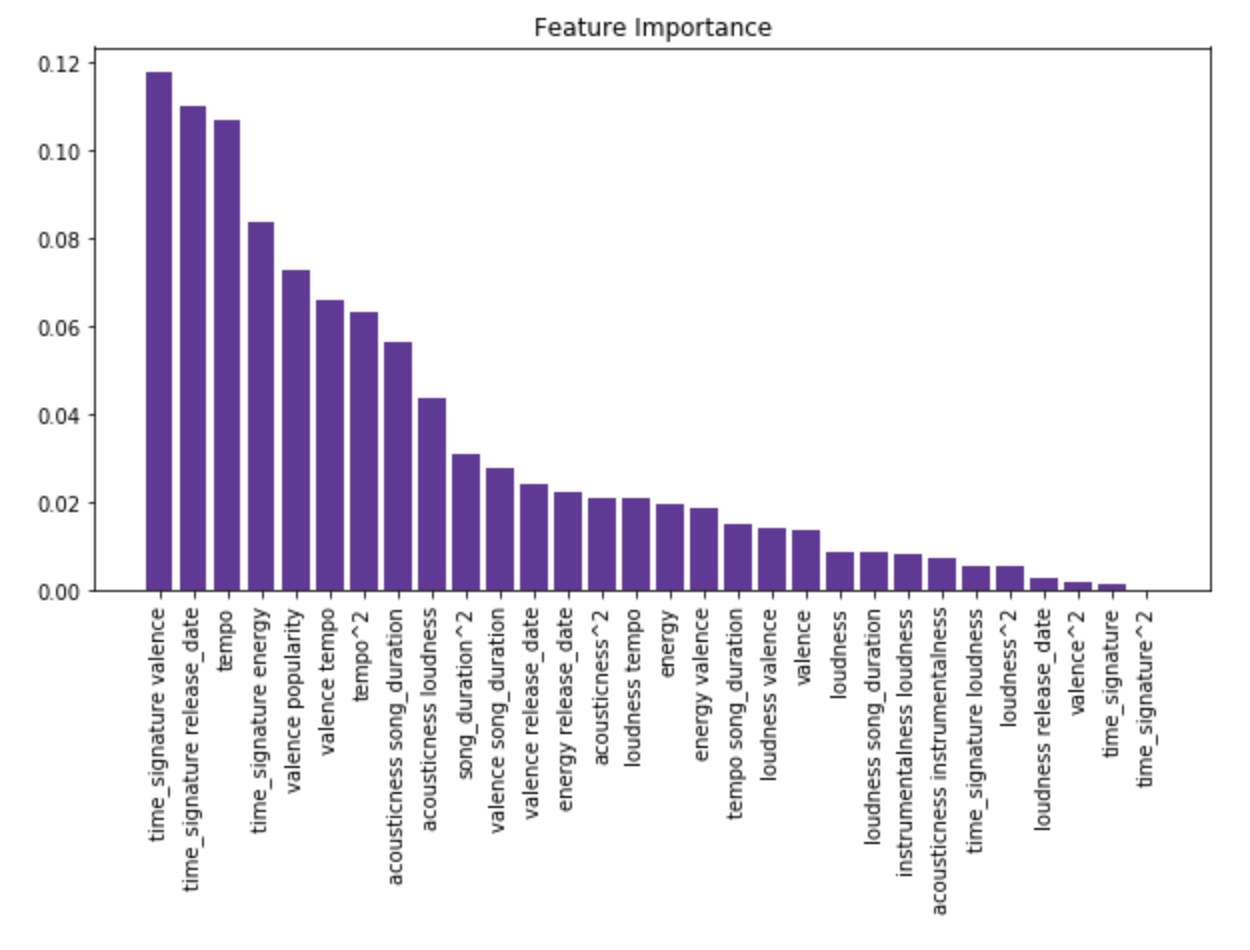 Feature Importance
0.12
0.10
0.08
0.06
0.04
0.02
0.00
time_signature valence
time_signature release_date
tempo
time_signature energy
valence popularity
valence tempo
tempo^2
acousticness song_duration
acousticness loudness
song_duration^2
valence song_duration
valence release_date
energy release_date
acousticness^2
loudness tempo
energy
energy valence
tempo song_duration
loudness valence
valence
loudness
loudness song_duration
instrumentalness loudness
acousticness instrumentalness
time_signature loudness
loudness^2
loudness release_date
valence^2
time_signature
time_signature^2